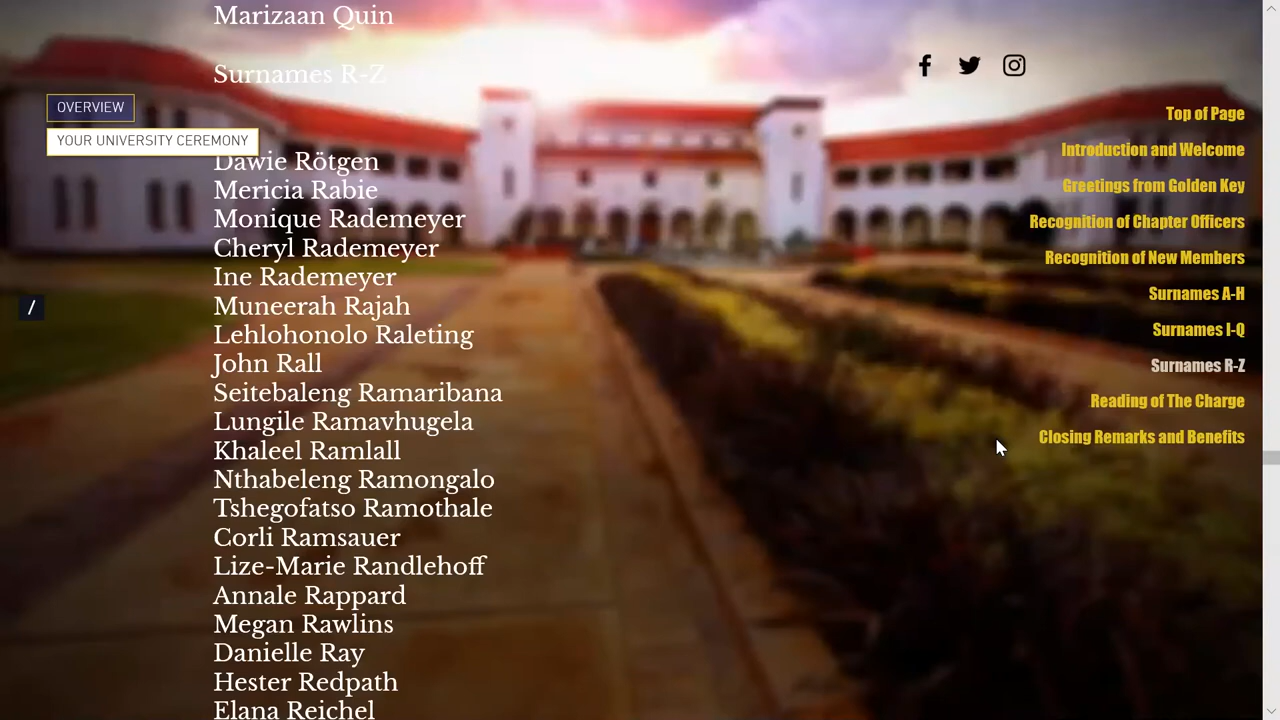 Marizaan Quin
Surnames R-Z
OVERVIEW
YOUR UNIVERSITY CEREMONY
Dawie Rötgen
Mericia Rabie
Monique Rademeyer
Cheryl Rademeyer
Ine Rademeyer
Muneerah Rajah
/
Lehlohonolo Raleting
John Rall
Seitebaleng Ramaribana
Lungile Ramavhugela
Khaleel Ramlall
Nthabeleng Ramongalo
Tshegofatso Ramothale
Corli Ramsauer
Lize-Marie Randlehoff
Annale Rappard
Megan Rawlins
Danielle Ray
Hester Redpath
Elana Reichel
Top of Page
Introduction and Welcome
Greetings from Golden Key
Recognition of Chapter Officers
Recognition of New Members
Surnames A-H
Surnames I-Q
Surnames R-Z
Reading of The Charge
Closing Remarks and Benefits